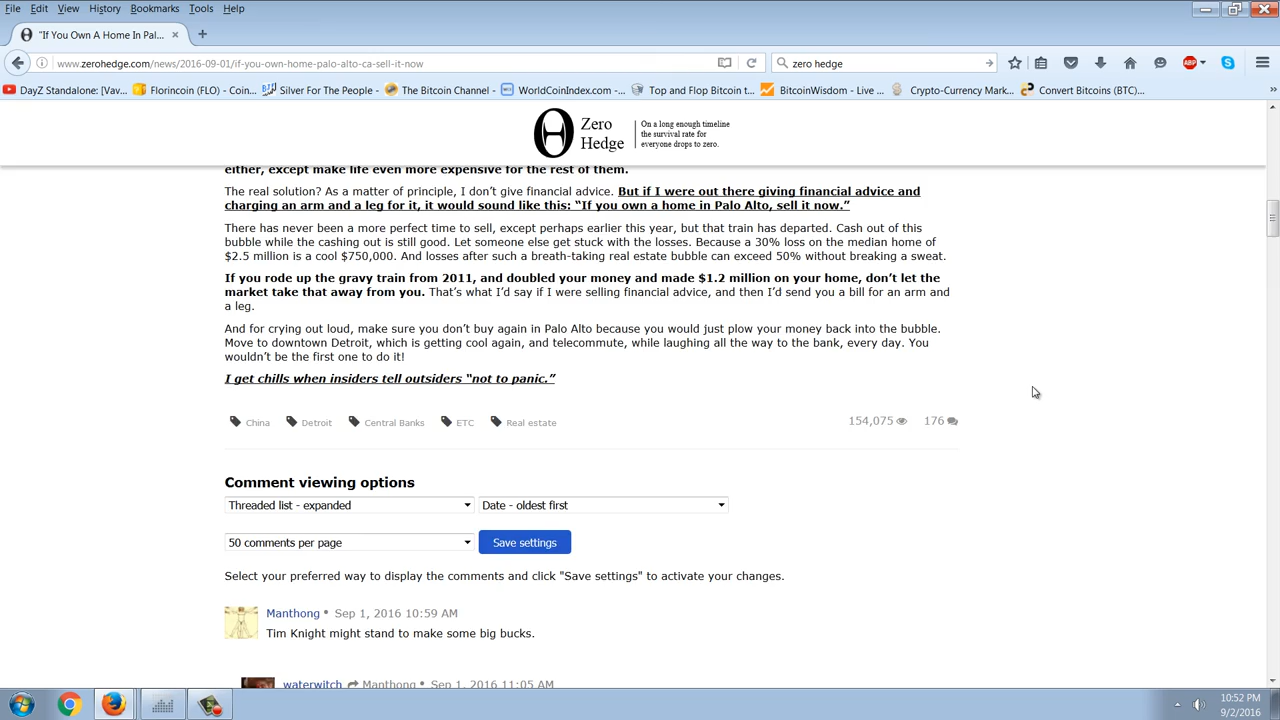 File Edit View History Bookmarks Tools Help
"If You Own A Home In Pal... ×
www.zerohedge.com/news/2016-09-01/if-you-own-home-palo-alto-ca-sell-it-now
zero hedge
ABP
DayZ Standalone: [Vav... Florincoin (FLO) - Coin... Silver For The People - The Bitcoin Channel - WorldCoinIndex.com -... Top and Flop Bitcoin t... BitcoinWisdom - Live ... Crypto-Currency Mark... Convert Bitcoins (BTC)...
Zero
Hedge
On a long enough timeline
the survival rate for
everyone drops to zero.
either, except make life even more expensive for the rest of them.
The real solution? As a matter of principle, I don’t give financial advice. But if I were out there giving financial advice and
charging an arm and a leg for it, it would sound like this: “If you own a home in Palo Alto, sell it now.”
There has never been a more perfect time to sell, except perhaps earlier this year, but that train has departed. Cash out of this
bubble while the cashing out is still good. Let someone else get stuck with the losses. Because a 30% loss on the median home of
$2.5 million is a cool $750,000. And losses after such a breath-taking real estate bubble can exceed 50% without breaking a sweat.
If you rode up the gravy train from 2011, and doubled your money and made $1.2 million on your home, don’t let the
market take that away from you. That’s what I’d say if I were selling financial advice, and then I’d send you a bill for an arm and
a leg.
And for crying out loud, make sure you don’t buy again in Palo Alto because you would just plow your money back into the bubble.
Move to downtown Detroit, which is getting cool again, and telecommute, while laughing all the way to the bank, every day. You
wouldn’t be the first one to do it!
I get chills when insiders tell outsiders “not to panic.”
China Detroit Central Banks ETC Real estate 154,075 176
Comment viewing options
Threaded list - expanded Date - oldest first
50 comments per page Save settings
Select your preferred way to display the comments and click "Save settings" to activate your changes.
Manthong • Sep 1, 2016 10:59 AM
Tim Knight might stand to make some big bucks.
waterwitch Manthong • Sep 1, 2016 11:05 AM
10:52 PM
9/2/2016